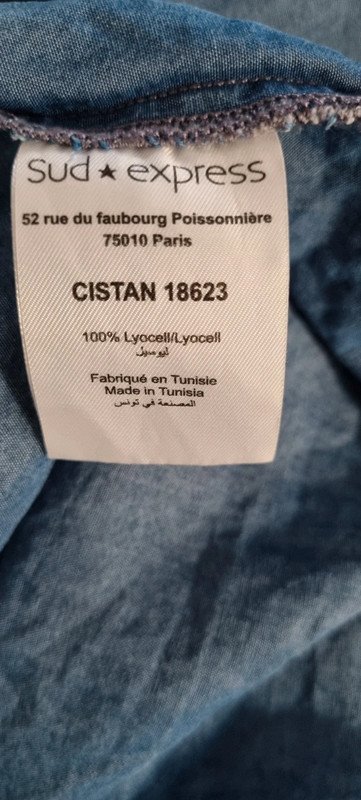 sud ★ express
52 rue du faubourg Poissonnière
75010 Paris
CISTAN 18623
100% Lyocell/Lyocell
ليوسيل
Fabriqué en Tunisie
Made in Tunisia
المصنعة في تونس